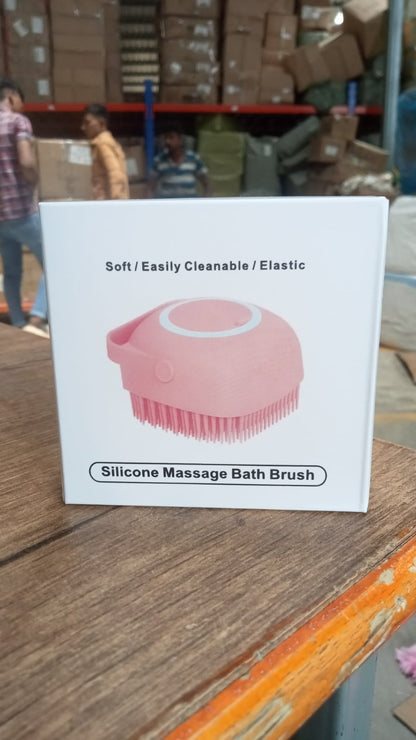 Soft / Easily Cleanable / Elastic
Silicone Massage Bath Brush